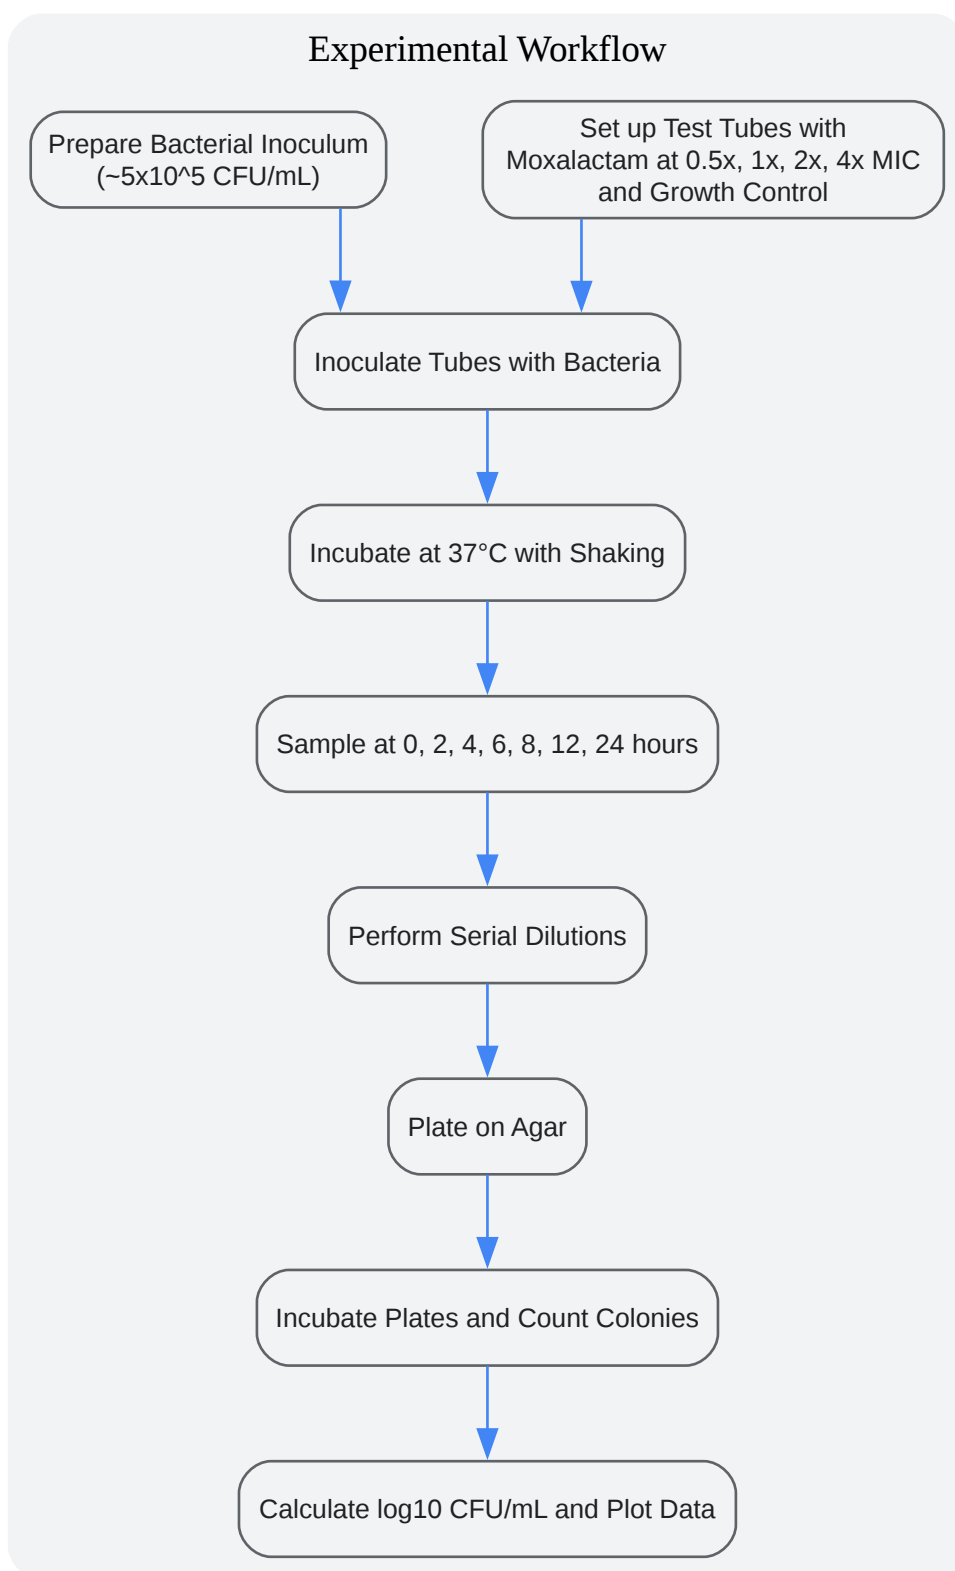 Experimental Workflow
Prepare Bacterial Inoculum
(~5x10^5 CFU/mL)
Set up Test Tubes with
Moxalactam at 0.5x, 1x, 2x, 4x MIC
and Growth Control
Inoculate Tubes with Bacteria
Incubate at 37°C with Shaking
Sample at 0, 2, 4, 6, 8, 12, 24 hours
Perform Serial Dilutions
Plate on Agar
Incubate Plates and Count Colonies
Calculate log10 CFU/mL and Plot Data